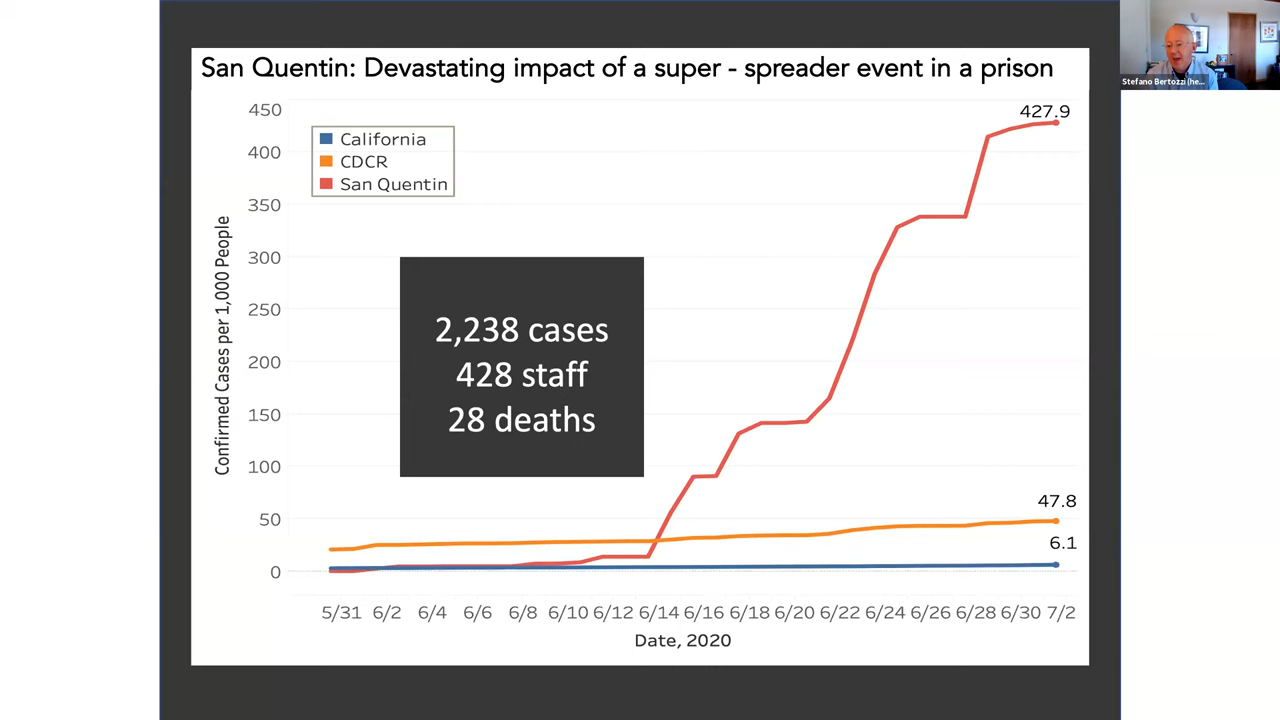 San Quentin: Devastating impact of a super - spreader event in a prison
Stefano Bertozzi (he...
450
400
350
300
250
200
150
100
50
0
Confirmed Cases per 1,000 People
California
CDCR
San Quentin
2,238 cases
428 staff
28 deaths
427.9
47.8
6.1
5/31 6/2 6/4 6/6 6/8 6/10 6/12 6/14 6/16 6/18 6/20 6/22 6/24 6/26 6/28 6/30 7/2
Date, 2020